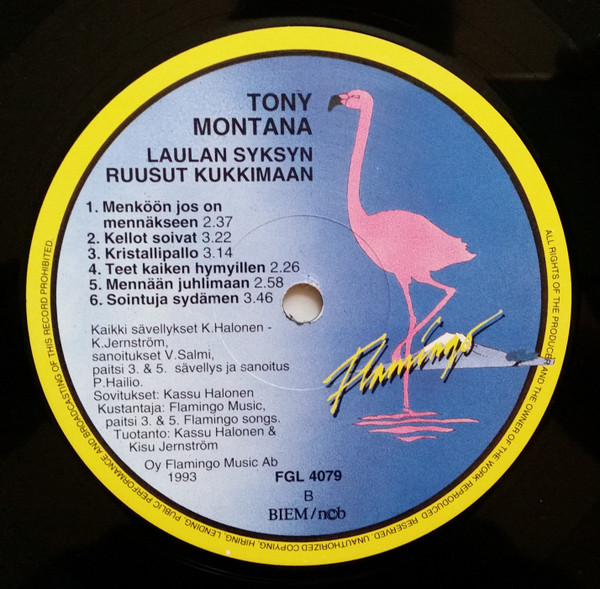 TONY
MONTANA
LAULAN SYKSYN
RUUSUT KUKKIMAAN
1. Menköön jos on
mennäkseen 2.37
2. Kellot soivat 3.22
3. Kristallipallo 3.14
4. Teet kaiken hymyillen 2.26
5. Mennään juhlimaan 2.58
6. Sointuja sydämen 3.46
Kaikki sävellykset K.Halonen -
K.Jernström,
sanoitukset V.Salmi,
paitsi 3. & 5. sävellys ja sanoitus
P.Hailio.
Sovitukset: Kassu Halonen
Kustantaja: Flamingo Music,
paitsi 3. & 5. Flamingo songs.
Tuotanto: Kassu Halonen &
Kisu Jernström
Oy Flamingo Music Ab
1993
FGL 4079
B
BIEM/ncb
Flamingo
ALL RIGHTS OF THE PRODUCER AND THE OWNER OF THE WORK REPRODUCED RESERVED. UNAUTHORIZED COPYING, HIRING, LENDING, PUBLIC PERFORMANCE AND BROADCASTING OF THIS RECORD PROHIBITED.